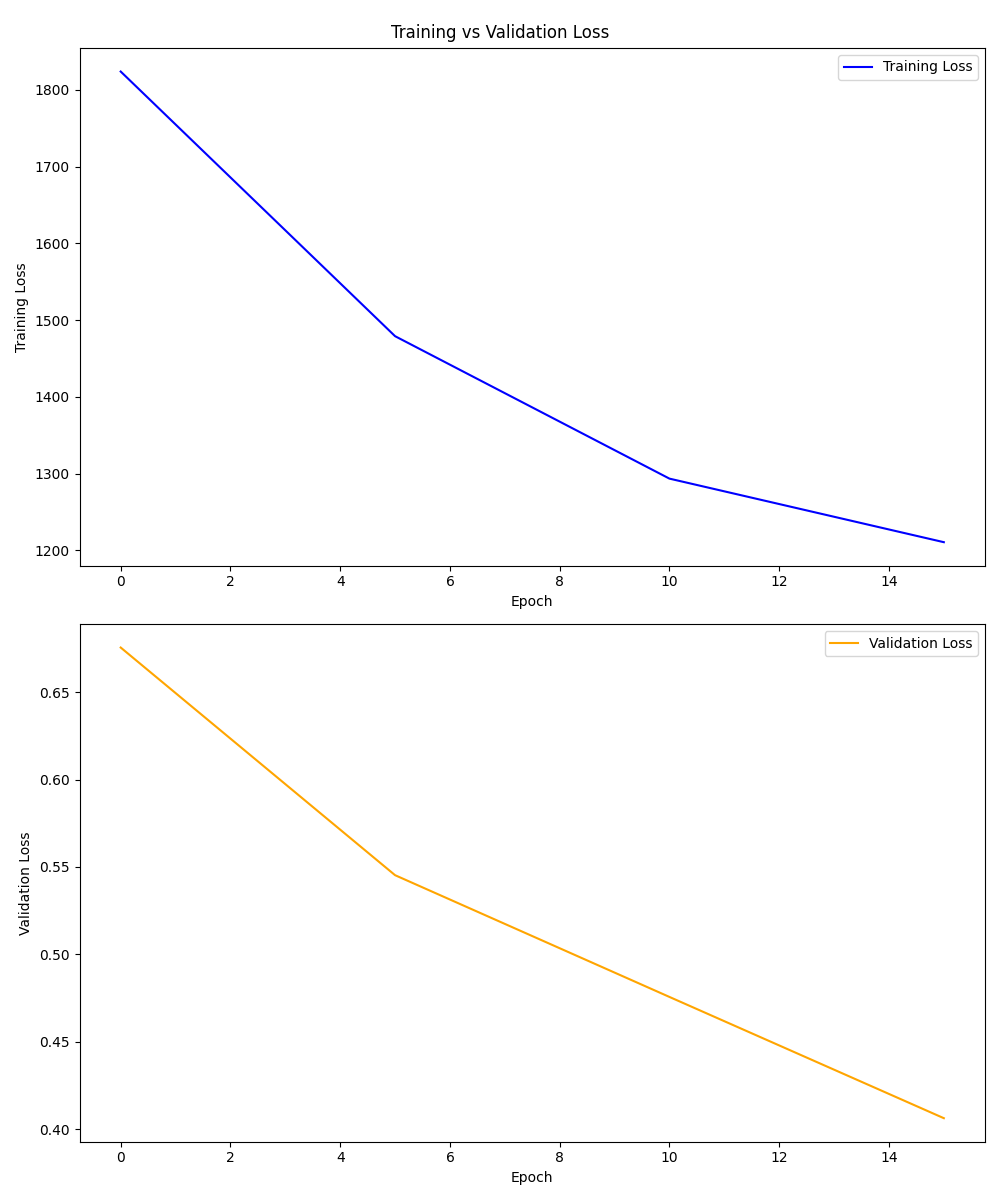 Training vs Validation Loss
Training Loss
1800
1700
1600
1500
1400
1300
1200
Training Loss
0 2 4 6 8 10 12 14
Epoch
Validation Loss
0.65
0.60
0.55
0.50
0.45
0.40
Validation Loss
0 2 4 6 8 10 12 14
Epoch